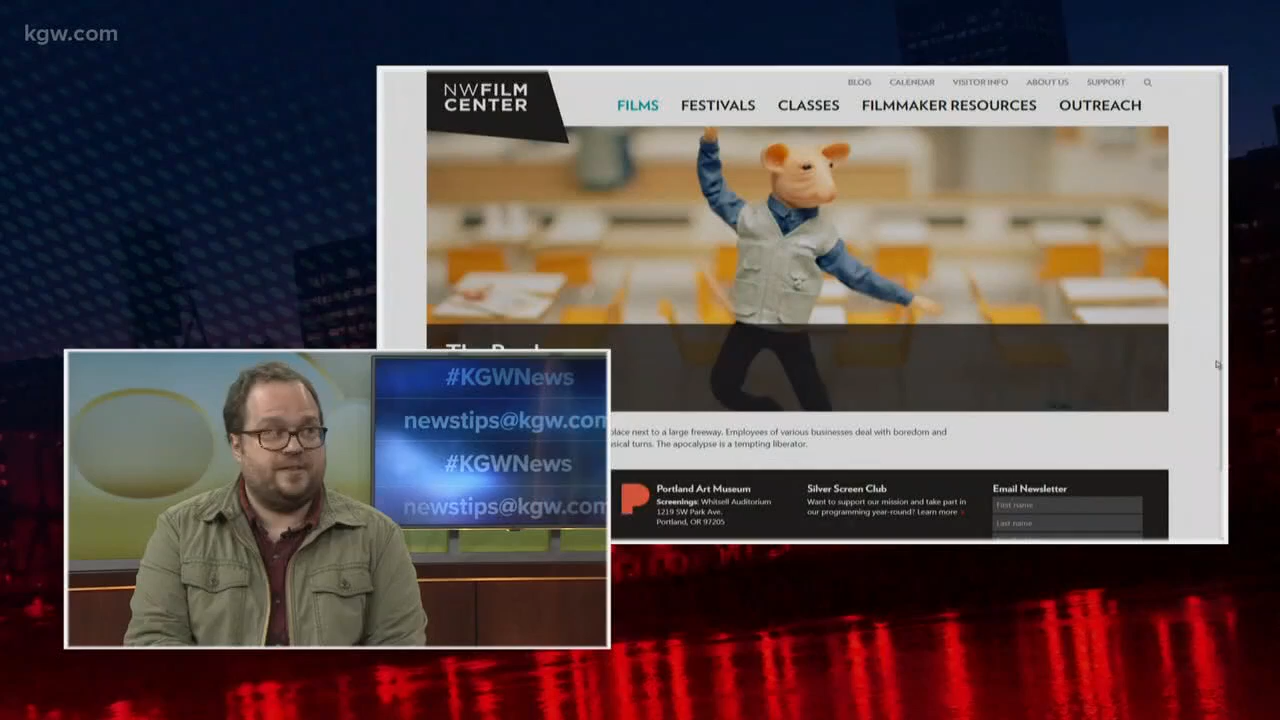 kgw.com
NWFILM
CENTER
BLOG CALENDAR VISITOR INFO ABOUT US SUPPORT
FILMS FESTIVALS CLASSES FILMMAKER RESOURCES OUTREACH
#KGWNews
newstips@kgw.com
#KGWNews
newstips@kgw.com
place next to a large freeway. Employees of various businesses deal with boredom and
turns. The apocalypse is a tempting liberator.
Portland Art Museum
Screenings: Whitsell Auditorium
1219 SW Park Ave.
Portland, OR 97205
Silver Screen Club
Want to support our mission and take part in
our programming year-round? Learn more
Email Newsletter
First name
Last name